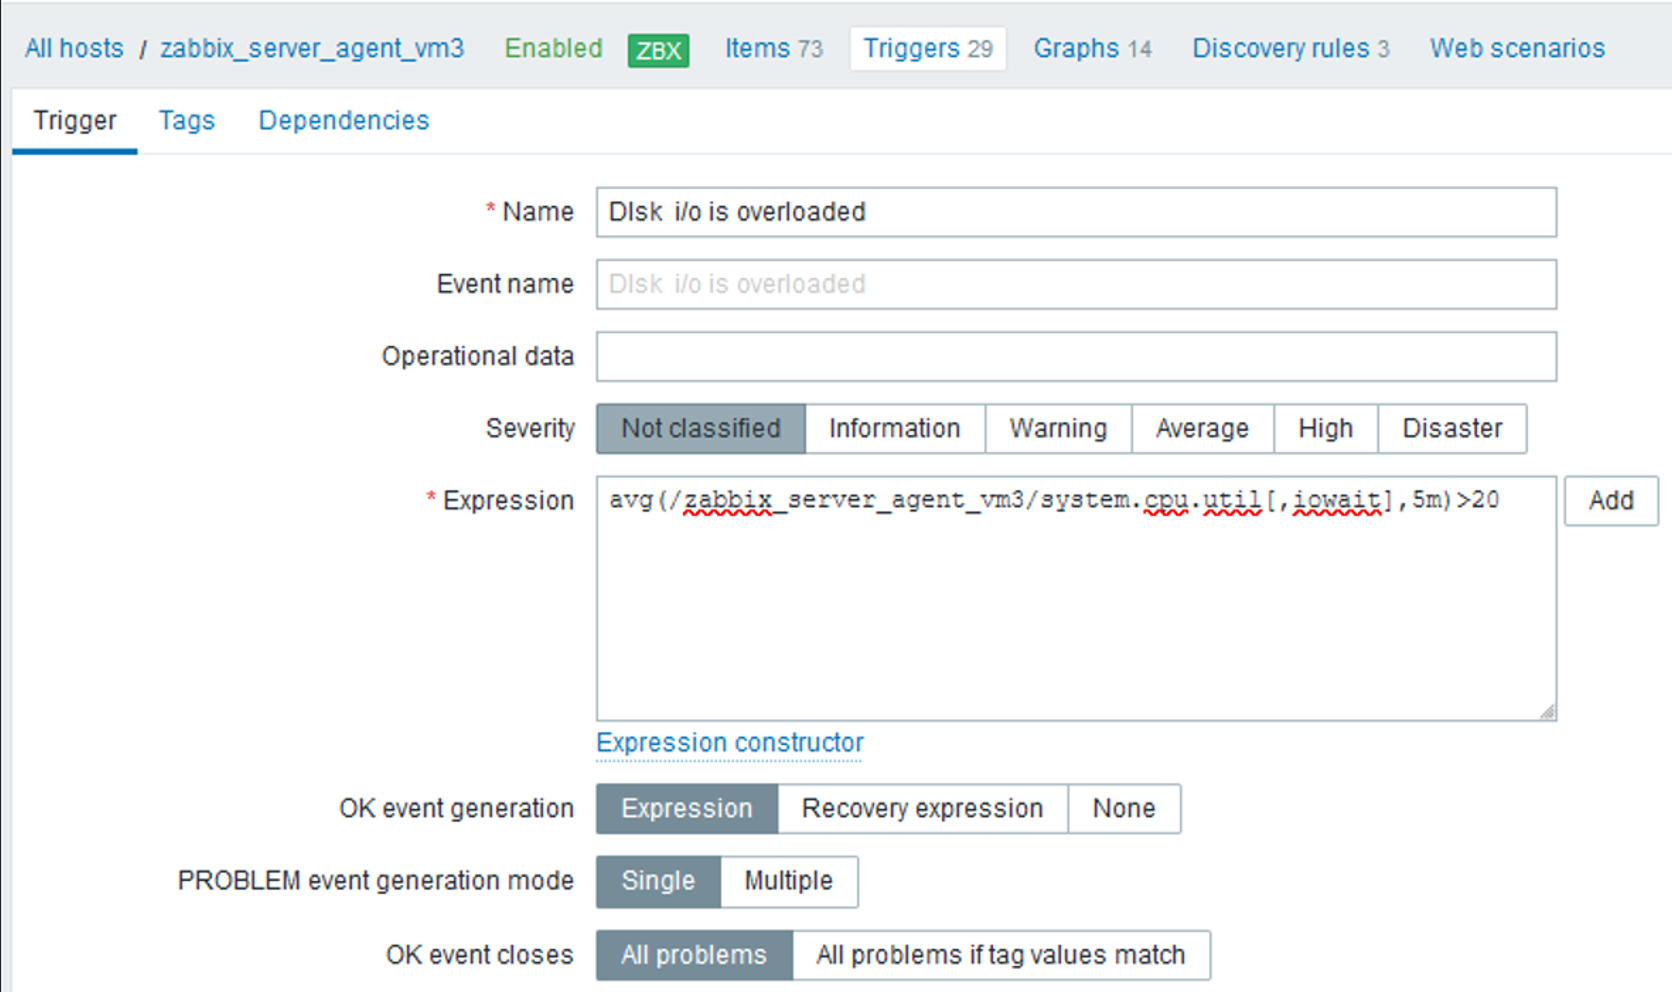 All hosts / zabbix_server_agent_vm3 Enabled ZBX Items 73 Triggers 29 Graphs 14 Discovery rules 3 Web scenarios
Trigger Tags Dependencies
* Name DIsk i/o is overloaded
Event name DIsk i/o is overloaded
Operational data
Severity Not classified Information Warning Average High Disaster
* Expression avg(/zabbix_server_agent_vm3/system.cpu.util[,iowait],5m)>20 Add
Expression constructor
OK event generation Expression Recovery expression None
PROBLEM event generation mode Single Multiple
OK event closes All problems All problems if tag values match